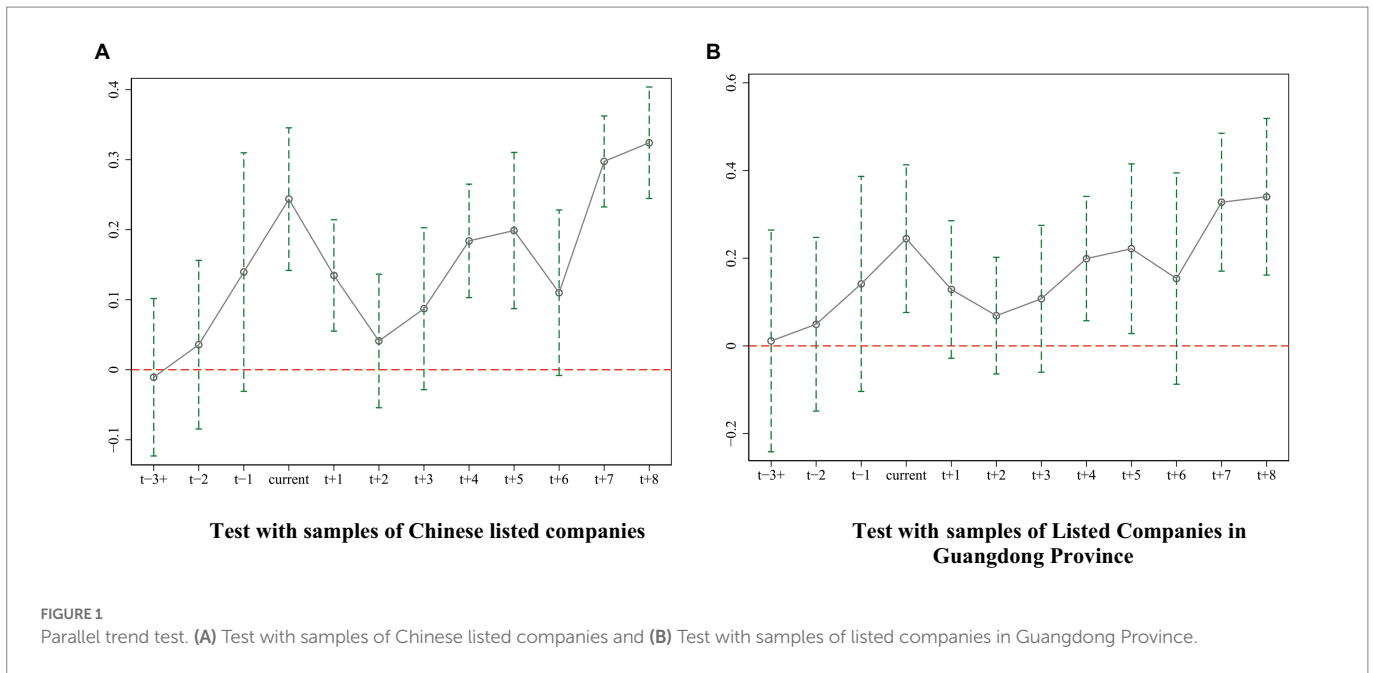 A
0.4
0.3
0.2
0.1
0
−0.1
t−3+ t−2 t−1 current t+1 t+2 t+3 t+4 t+5 t+6 t+7 t+8
Test with samples of Chinese listed companies
B
0.6
0.4
0.2
0
−0.2
t−3+ t−2 t−1 current t+1 t+2 t+3 t+4 t+5 t+6 t+7 t+8
Test with samples of Listed Companies in
Guangdong Province
FIGURE 1
Parallel trend test. (A) Test with samples of Chinese listed companies and (B) Test with samples of listed companies in Guangdong Province.